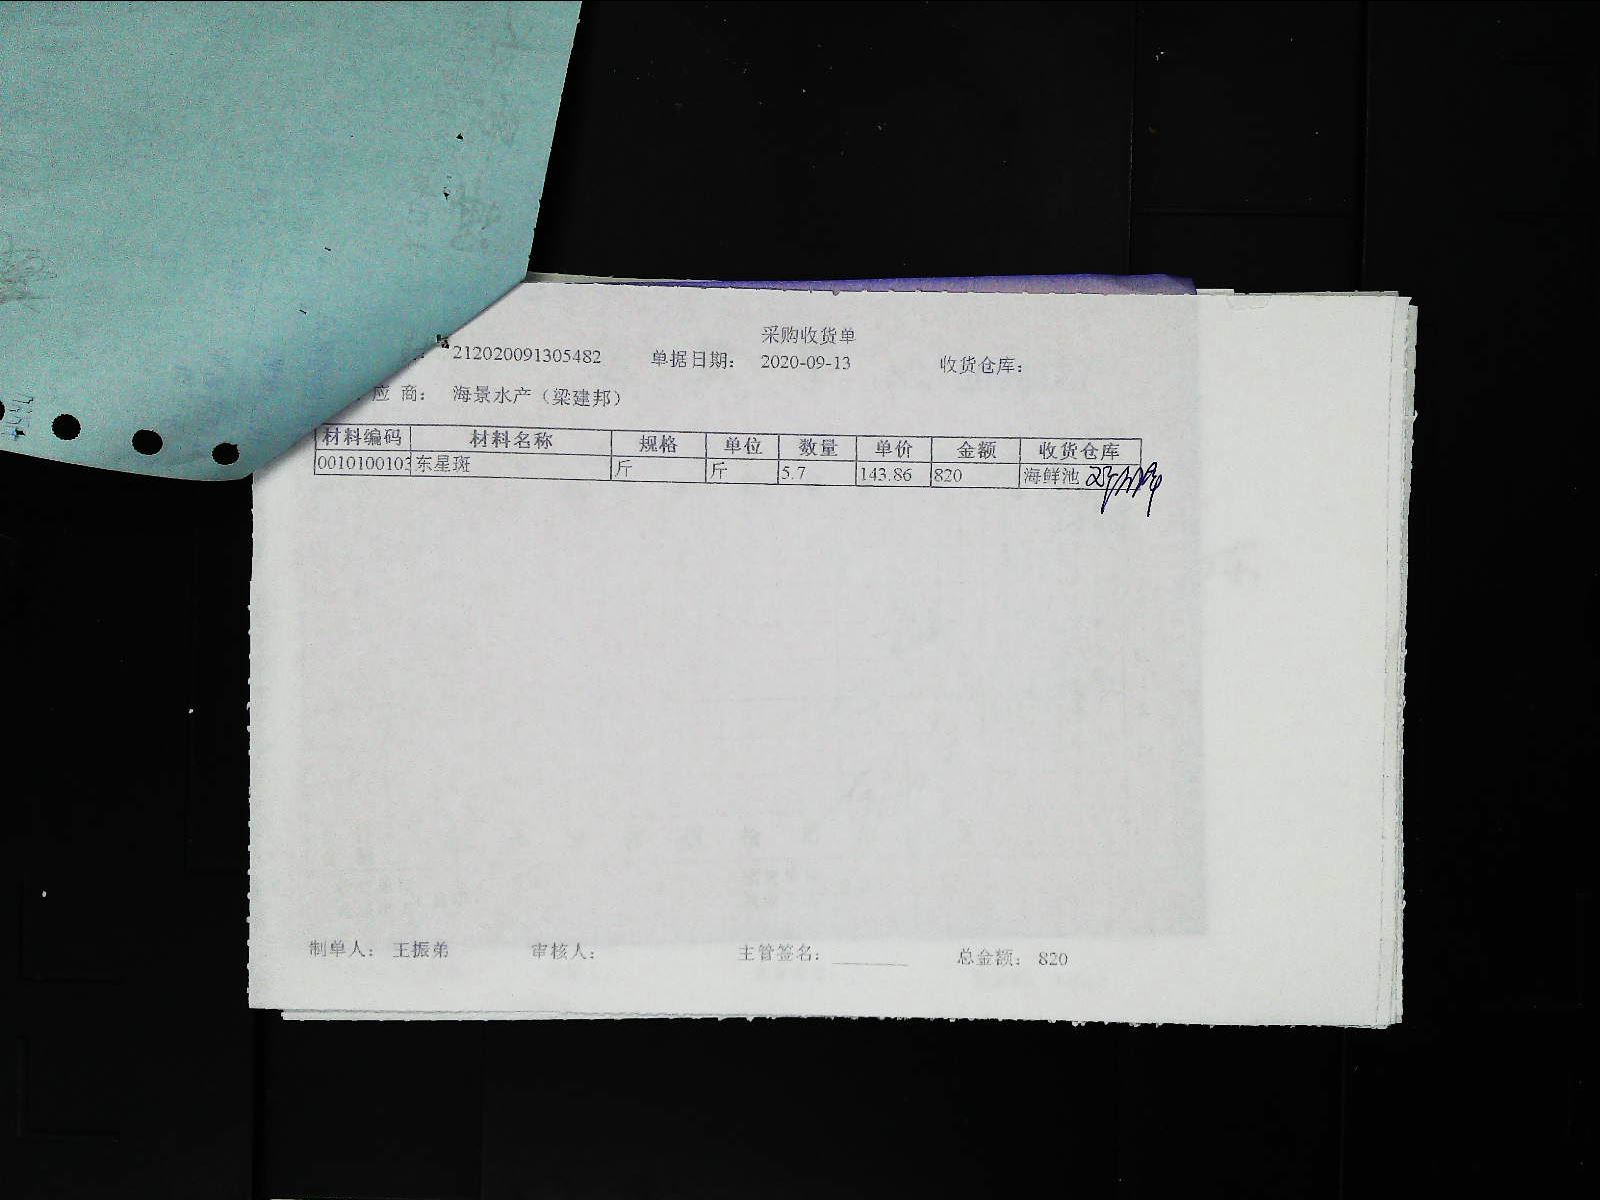 采购收货单
212020091305482 单据日期： 2020-09-13 收货仓库：
应 商： 海景水产（梁建邦）
材料编码 材料名称 规格 单位 数量 单价 金额 收货仓库
0010100103 东星斑 斤 斤 5.7 143.86 820 海鲜池
制单人： 王振弟 审核人： 主管签名： 总金额： 820